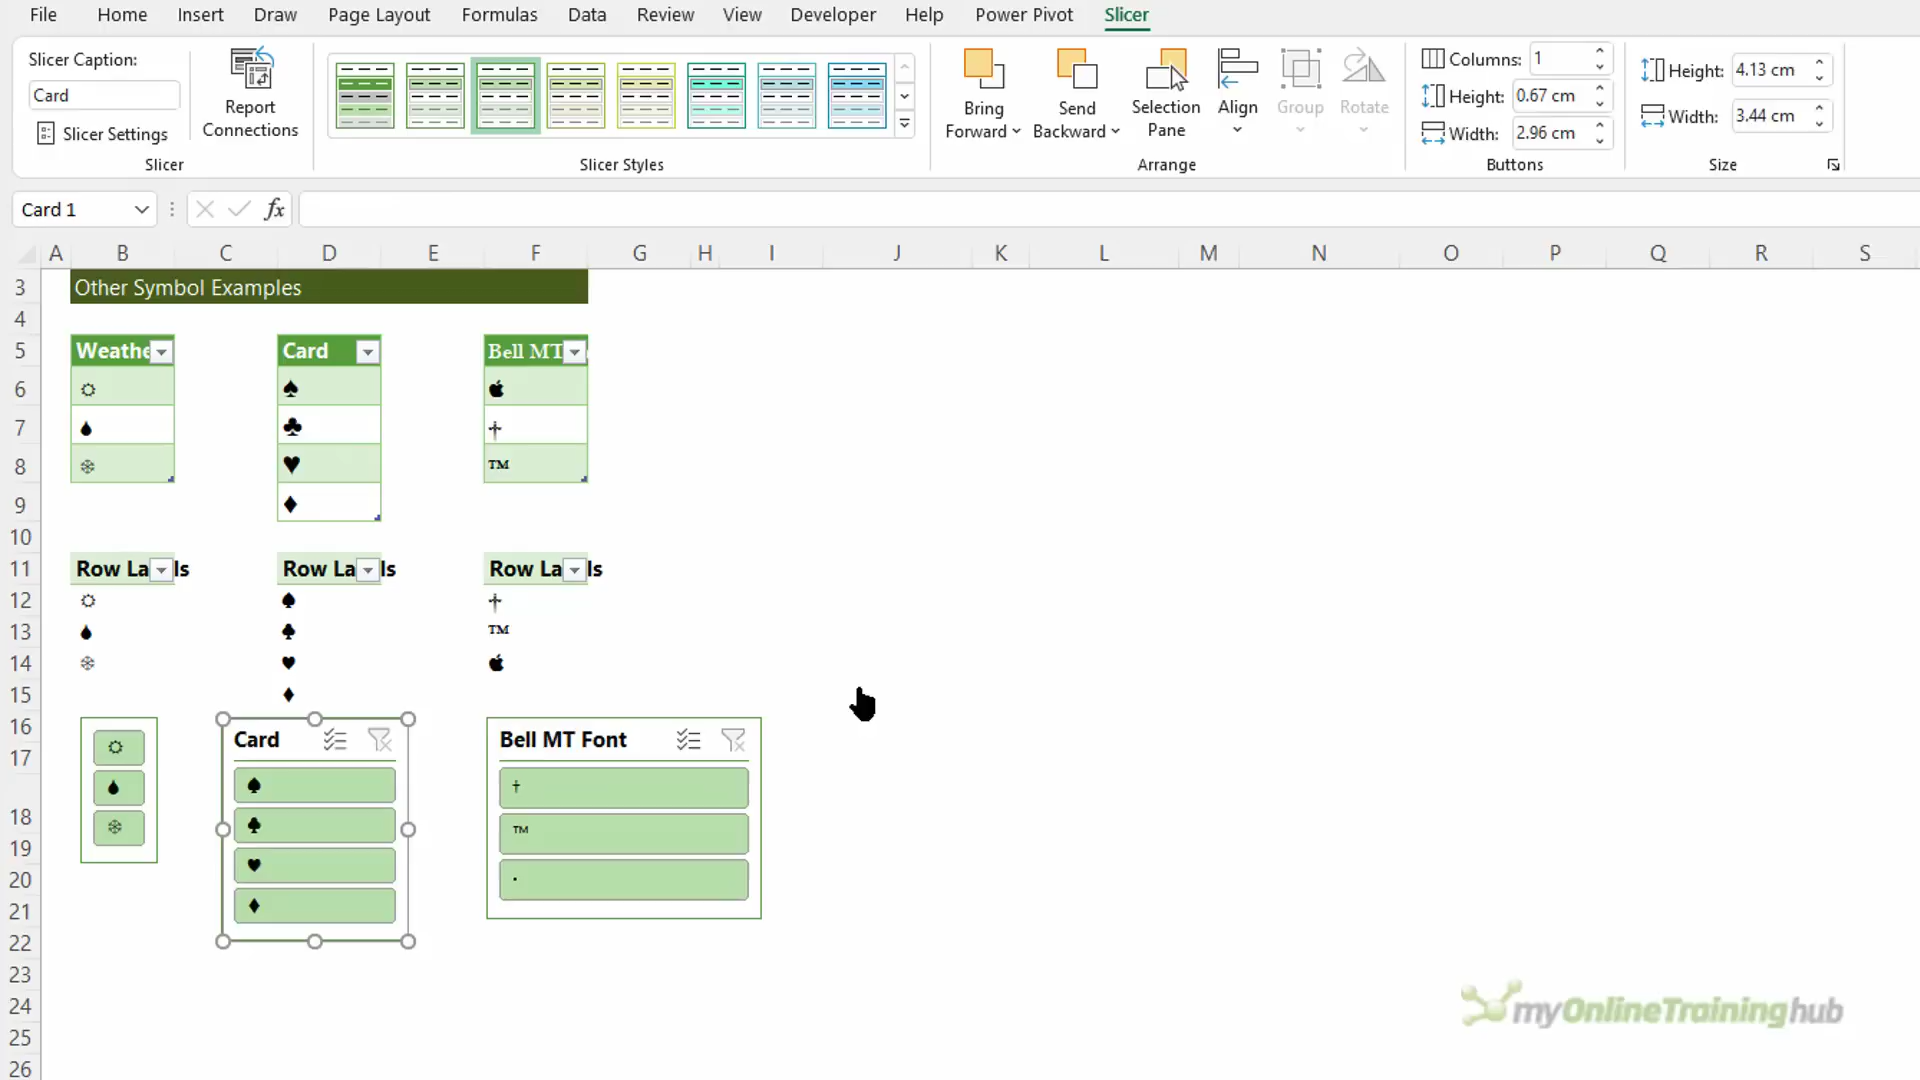 File Home Insert Draw Page Layout Formulas Data Review View Developer Help Power Pivot Slicer
Slicer Caption:
Card
Slicer Settings
Report Connections
Slicer
Slicer Styles
Bring Forward
Send Backward
Selection Pane
Align
Group
Rotate
Arrange
Columns: 1
Height: 0.67 cm
Width: 2.96 cm
Buttons
Height: 4.13 cm
Width: 3.44 cm
Size
Card 1 fx
A B C D E F G H I J K L M N O P Q R S
3 Other Symbol Examples
4
5 Weathe Card Bell MT
6 ☼ ♠
7 ♣ †
8 ❄ ♥ ™
9 ♦
10
11 Row La ls Row La ls Row La ls
12 ☼ ♠ †
13 ♣ ™
14 ❄ ♥
15 ♦
16
17
18
19
20
21
22
23
24
25
26
☼
❄
Card
♠
♣
♥
♦
Bell MT Font
†
™
·
myOnlineTraininghub